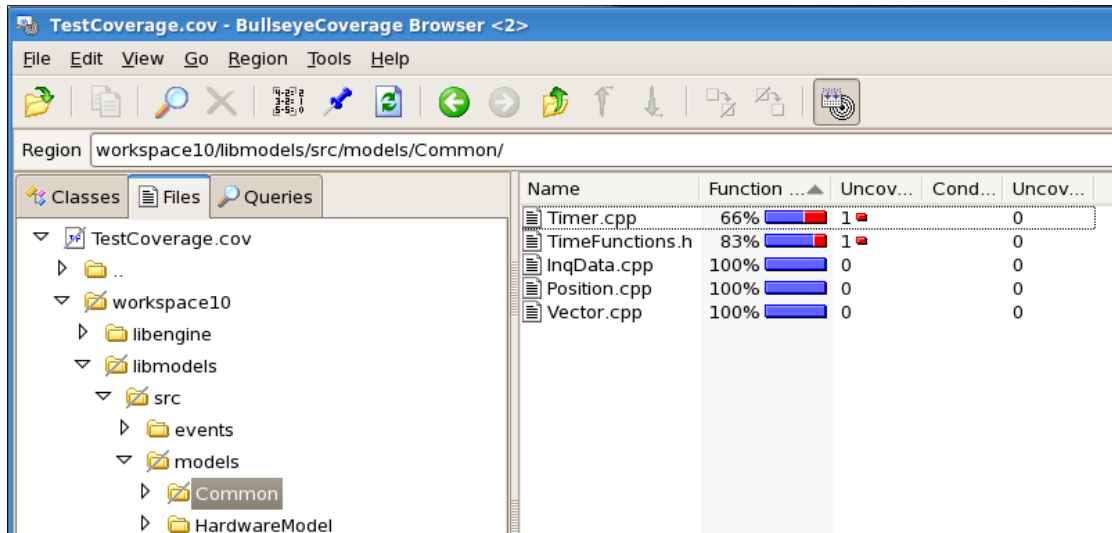 TestCoverage.cov - BullseyeCoverage Browser <2>
File Edit View Go Region Tools Help
Region workspace10/libmodels/src/models/Common/
Classes Files Queries
TestCoverage.cov
..
workspace10
libengine
libmodels
src
events
models
Common
HardwareModel
Name Function ... Uncov... Cond... Uncov...
Timer.cpp 66% 1 0
TimeFunctions.h 83% 1 0
InqData.cpp 100% 0 0
Position.cpp 100% 0 0
Vector.cpp 100% 0 0